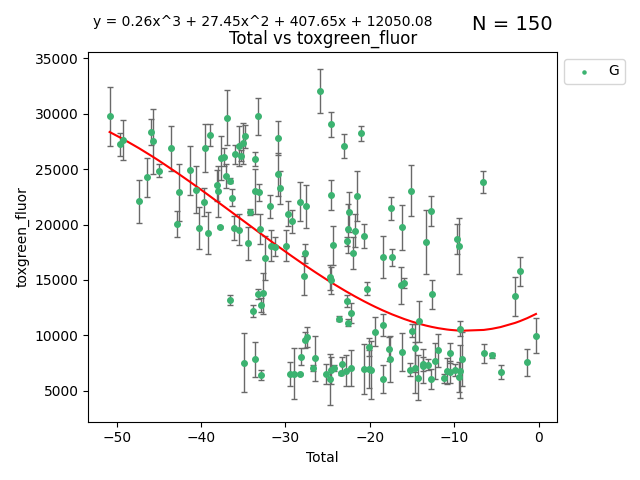 y = 0.26x^3 + 27.45x^2 + 407.65x + 12050.08
N = 150
Total vs toxgreen_fluor
G
35000
30000
25000
20000
15000
10000
5000
toxgreen_fluor
−50 −40 −30 −20 −10 0
Total